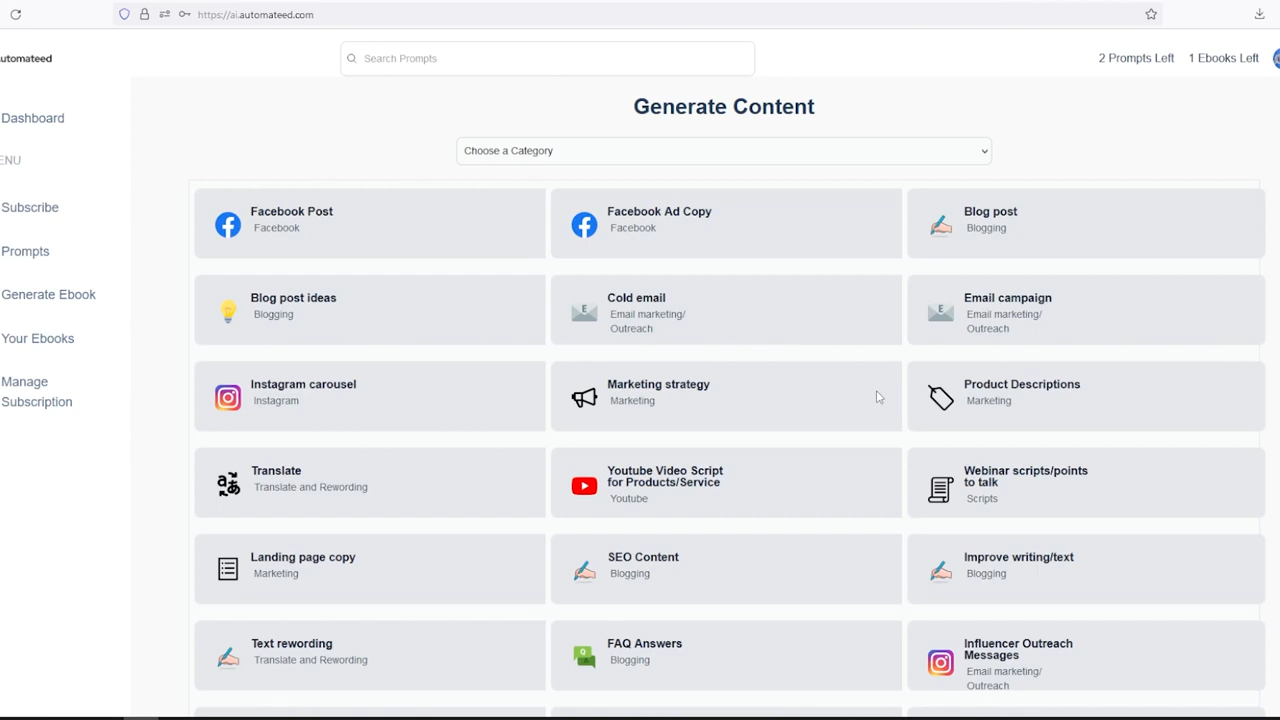 https://ai.automateed.com
utomateed
Search Prompts
2 Prompts Left
1 Ebooks Left
Dashboard
ENU
Subscribe
Prompts
Generate Ebook
Your Ebooks
Manage
Subscription
Generate Content
Choose a Category
Facebook Post
Facebook
Facebook Ad Copy
Facebook
Blog post
Blogging
Blog post ideas
Blogging
E
Cold email
Email marketing/
Outreach
E
Email campaign
Email marketing/
Outreach
Instagram carousel
Instagram
Marketing strategy
Marketing
Product Descriptions
Marketing
Translate
Translate and Rewording
Youtube Video Script
for Products/Service
Youtube
Webinar scripts/points
to talk
Scripts
Landing page copy
Marketing
SEO Content
Blogging
Improve writing/text
Blogging
Text rewording
Translate and Rewording
Q
A
FAQ Answers
Blogging
Influencer Outreach
Messages
Email marketing/
Outreach